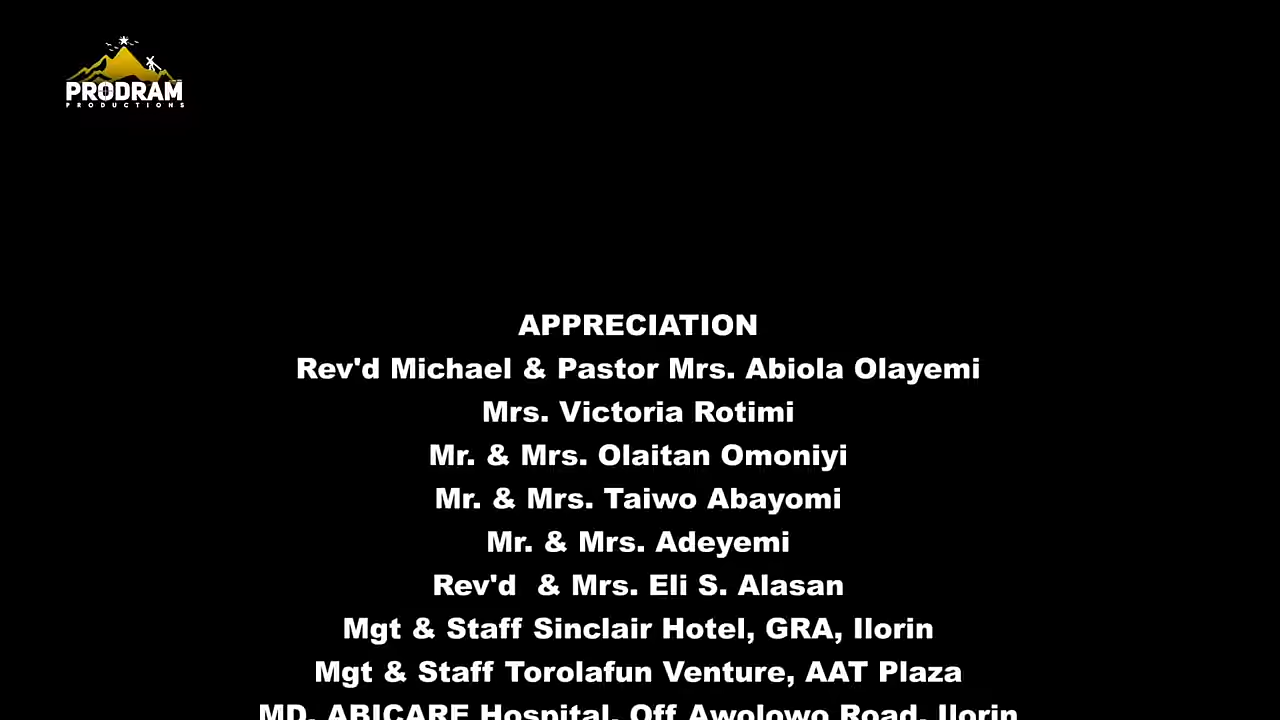 PRODRAM
PRODUCTIONS
APPRECIATION
Rev'd Michael & Pastor Mrs. Abiola Olayemi
Mrs. Victoria Rotimi
Mr. & Mrs. Olaitan Omoniyi
Mr. & Mrs. Taiwo Abayomi
Mr. & Mrs. Adeyemi
Rev'd  & Mrs. Eli S. Alasan
Mgt & Staff Sinclair Hotel, GRA, Ilorin
Mgt & Staff Torolafun Venture, AAT Plaza
MD, ABICARE Hospital, Off Awolowo Road, Ilorin